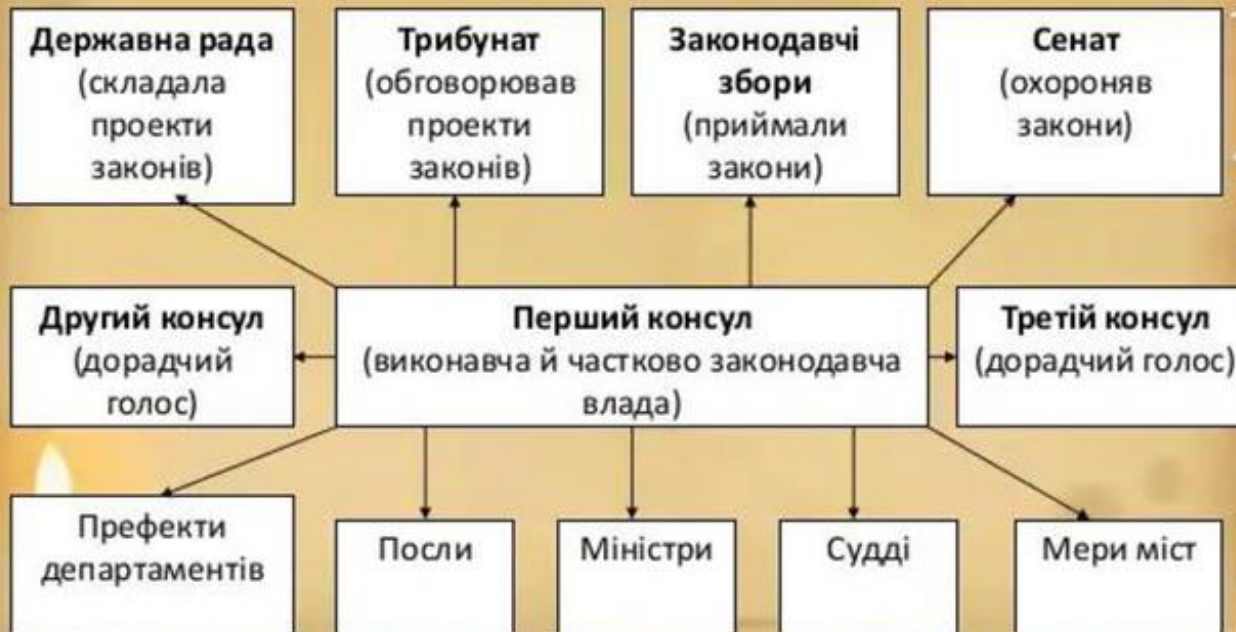 Державна рада
(складала
проекти
законів)
Трибунат
(обговорював
проекти
законів)
Законодавчі
збори
(приймали
закони)
Сенат
(охороняв
закони)
Другий консул
(дорадчий
голос)
Перший консул
(виконавча й частково законодавча
влада)
Третій консул
(дорадчий голос)
Префекти
департаментів
Посли
Міністри
Судді
Мери міст